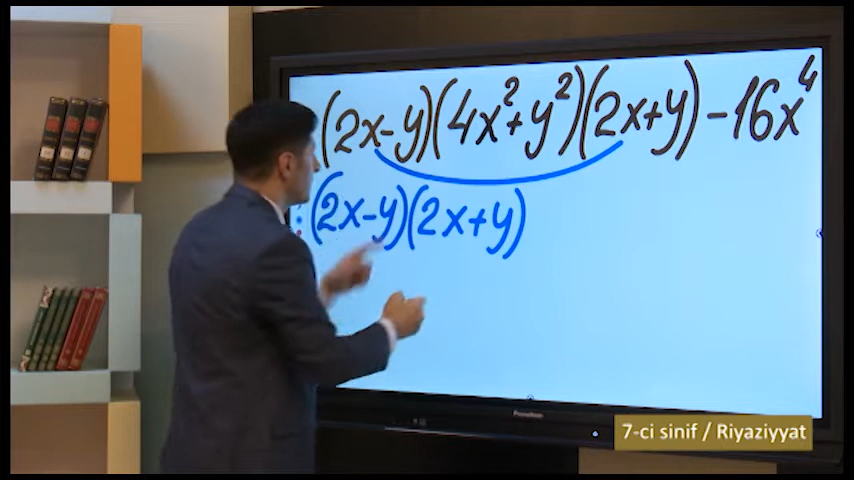 (2x-y)(4x²+y²)(2x+y)-16x⁴
(2x-y)(2x+y)
7-ci sinif / Riyaziyyat